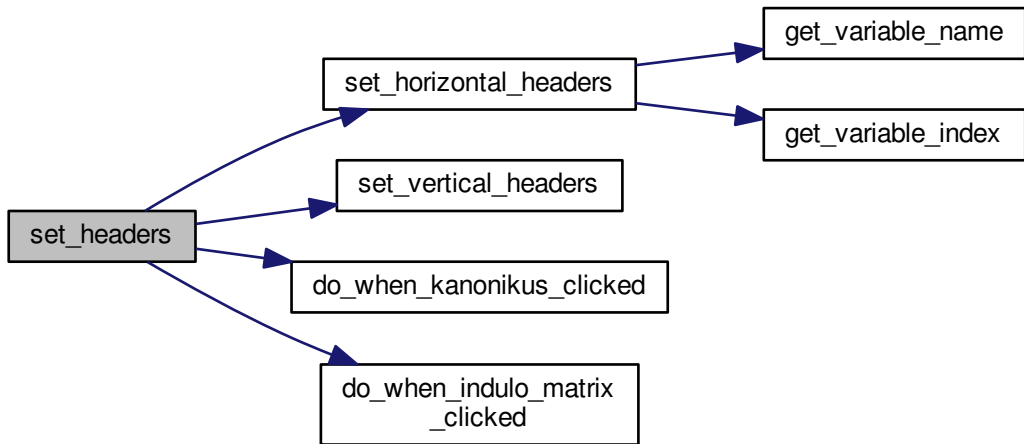 get_variable_name
set_horizontal_headers
get_variable_index
set_vertical_headers
set_headers
do_when_kanonikus_clicked
do_when_indulo_matrix
_clicked